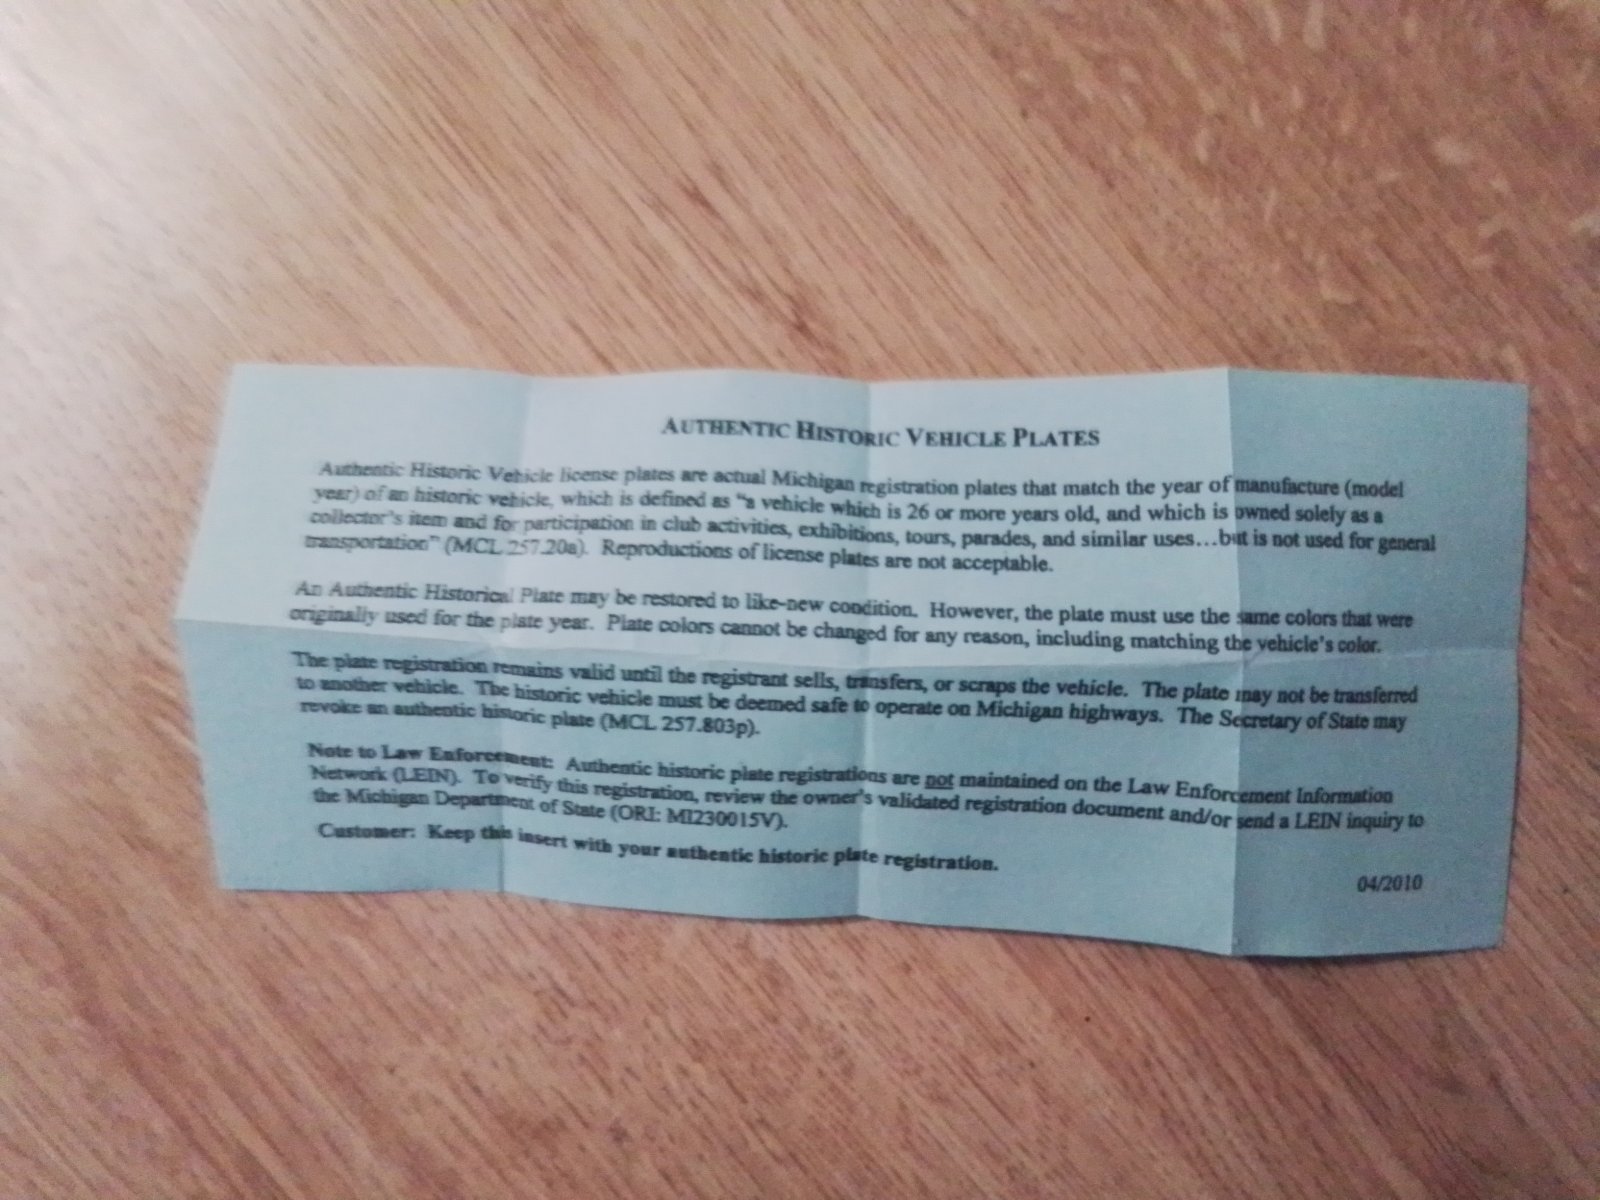 AUTHENTIC HISTORIC VEHICLE PLATES
Authentic Historic Vehicle license plates are actual Michigan registration plates that match the year of manufacture (model
year) of an historic vehicle, which is defined as "a vehicle which is 26 or more years old, and which is owned solely as a
collector's item and for participation in club activities, exhibitions, tours, parades, and similar uses…but is not used for general
transportation" (MCL 257.20a).  Reproductions of license plates are not acceptable.
An Authentic Historical Plate may be restored to like-new condition.  However, the plate must use the same colors that were
originally used for the plate year.  Plate colors cannot be changed for any reason, including matching the vehicle's color.
The plate registration remains valid until the registrant sells, transfers, or scraps the vehicle.  The plate may not be transferred
to another vehicle.  The historic vehicle must be deemed safe to operate on Michigan highways.  The Secretary of State may
revoke an authentic historic plate (MCL 257.803p).
Note to Law Enforcement:  Authentic historic plate registrations are not maintained on the Law Enforcement Information
Network (LEIN).  To verify this registration, review the owner's validated registration document and/or send a LEIN inquiry to
the Michigan Department of State (ORI: MI230015V).
Customer:  Keep this insert with your authentic historic plate registration.
04/2010